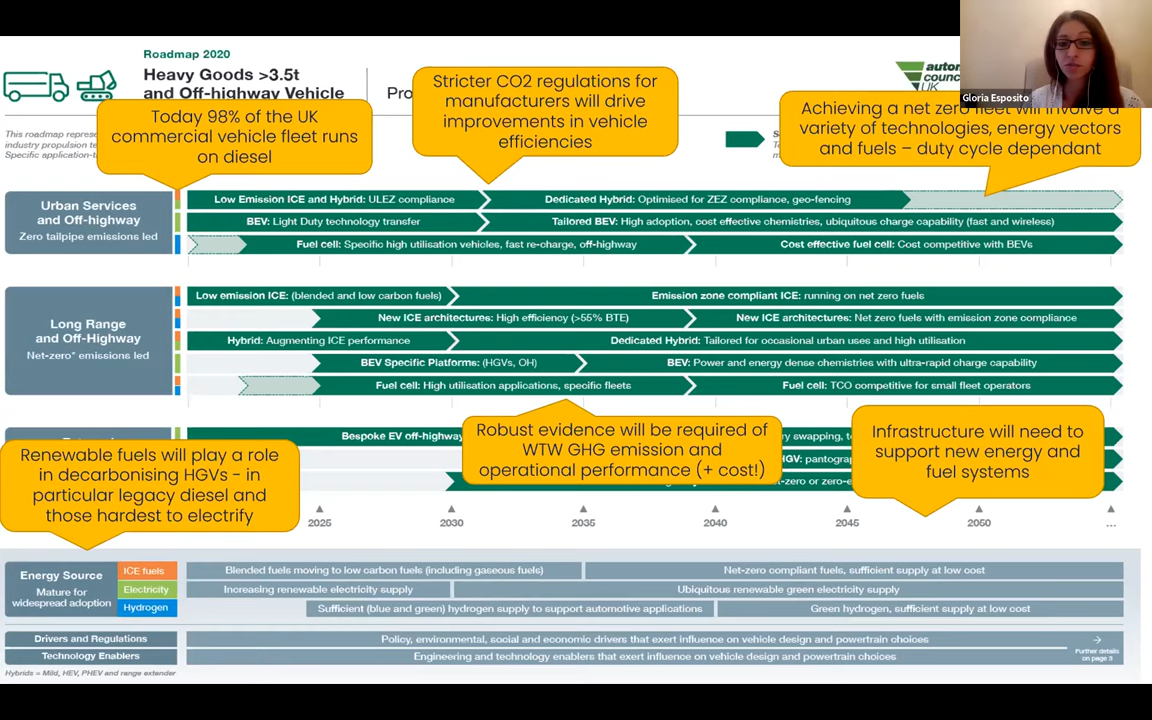 Roadmap 2020
Heavy Goods >3.5t
and Off-highway Vehicle
Gloria Esposito
Today 98% of the UK
commercial vehicle fleet runs
on diesel
Stricter CO2 regulations for
manufacturers will drive
improvements in vehicle
efficiencies
Achieving a net zero fleet will involve a
variety of technologies, energy vectors
and fuels – duty cycle dependant
This roadmap
industry propulsion
Specific
Urban Services
and Off-highway
Zero tailpipe emissions led
Low Emission ICE and Hybrid: ULEZ compliance
Dedicated Hybrid: Optimised for ZEZ compliance, geo-fencing
BEV: Light Duty technology transfer
Tailored BEV: High adoption, cost effective chemistries, ubiquitous charge capability (fast and wireless)
Fuel cell: Specific high utilisation vehicles, fast re-charge, off-highway
Cost effective fuel cell: Cost competitive with BEVs
Long Range
and Off-Highway
Net-zero* emissions led
Low emission ICE: (blended and low carbon fuels)
Emission zone compliant ICE: running on net zero fuels
New ICE architectures: High efficiency (>55% BTE)
New ICE architectures: Net zero fuels with emission zone compliance
Hybrid: Augmenting ICE performance
Dedicated Hybrid: Tailored for occasional urban uses and high utilisation
BEV Specific Platforms: (HGVs, OH)
BEV: Power and energy dense chemistries with ultra-rapid charge capability
Fuel cell: High utilisation applications, specific fleets
Fuel cell: TCO competitive for small fleet operators
Bespoke EV off-highway
swapping,
HGV:
Robust evidence will be required of
WTW GHG emission and
operational performance (+ cost!)
Infrastructure will need to
support new energy and
fuel systems
Renewable fuels will play a role
in decarbonising HGVs - in
particular legacy diesel and
those hardest to electrify
2025
2030
2035
2040
2045
2050
...
Energy Source
Mature for
widespread adoption
ICE fuels
Blended fuels moving to low carbon fuels (including gaseous fuels)
Net-zero compliant fuels, sufficient supply at low cost
Electricity
Increasing renewable electricity supply
Ubiquitous renewable green electricity supply
Hydrogen
Sufficient (blue and green) hydrogen supply to support automotive applications
Green hydrogen, sufficient supply at low cost
Drivers and Regulations
Policy, environmental, social and economic drivers that exert influence on vehicle design and powertrain choices
Technology Enablers
Engineering and technology enablers that exert influence on vehicle design and powertrain choices
Further details
on page 5
Hybrids = Mild, HEV, PHEV and range extender